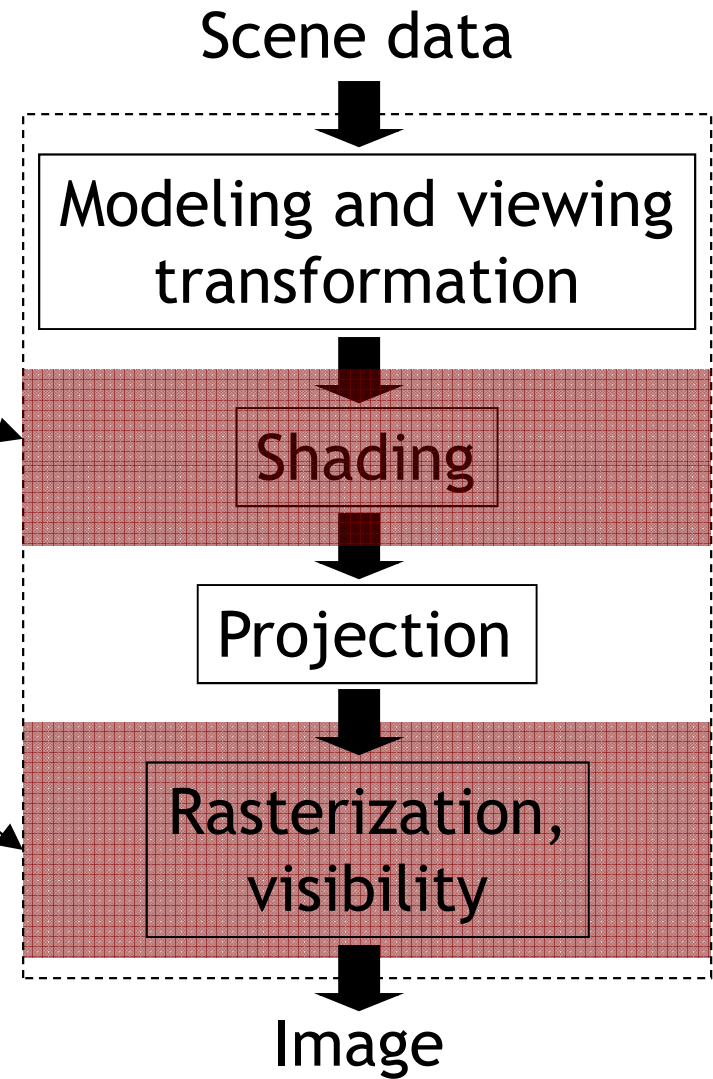 Scene data
Modeling and viewing
transformation
Shading
Projection
Rasterization,
visibility
Image